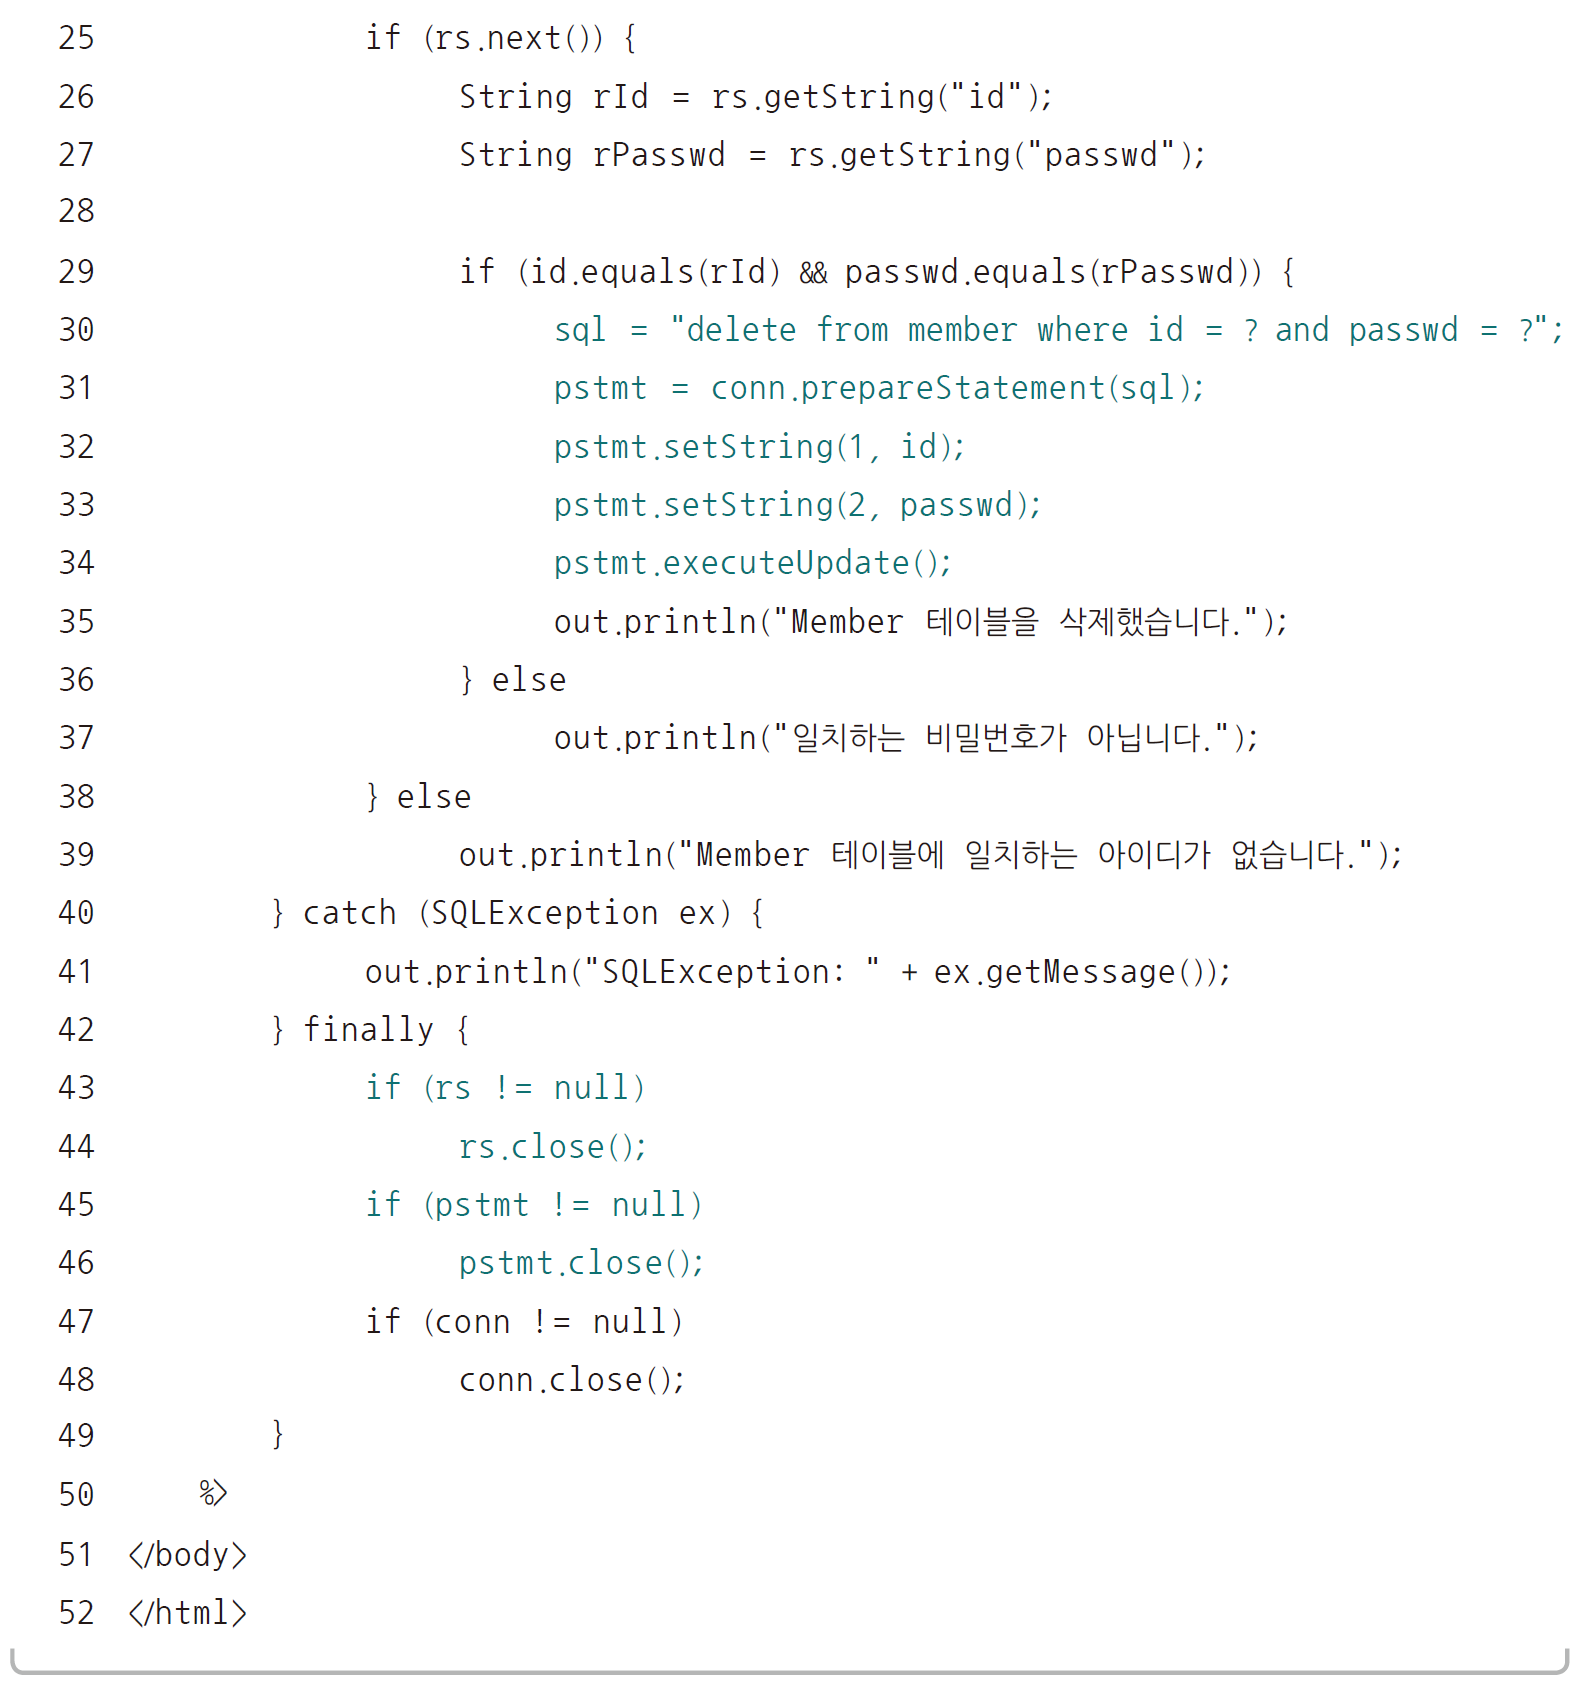 25 if (rs.next()) {
26 String rId = rs.getString("id");
27 String rPasswd = rs.getString("passwd");
28
29 if (id.equals(rId) && passwd.equals(rPasswd)) {
30 sql = "delete from member where id = ? and passwd = ?";
31 pstmt = conn.prepareStatement(sql);
32 pstmt.setString(1, id);
33 pstmt.setString(2, passwd);
34 pstmt.executeUpdate();
35 out.println("Member 테이블을 삭제했습니다.");
36 } else
37 out.println("일치하는 비밀번호가 아닙니다.");
38 } else
39 out.println("Member 테이블에 일치하는 아이디가 없습니다.");
40 } catch (SQLException ex) {
41 out.println("SQLException: " + ex.getMessage());
42 } finally {
43 if (rs != null)
44 rs.close();
45 if (pstmt != null)
46 pstmt.close();
47 if (conn != null)
48 conn.close();
49 }
50 %>
51 </body>
52 </html>